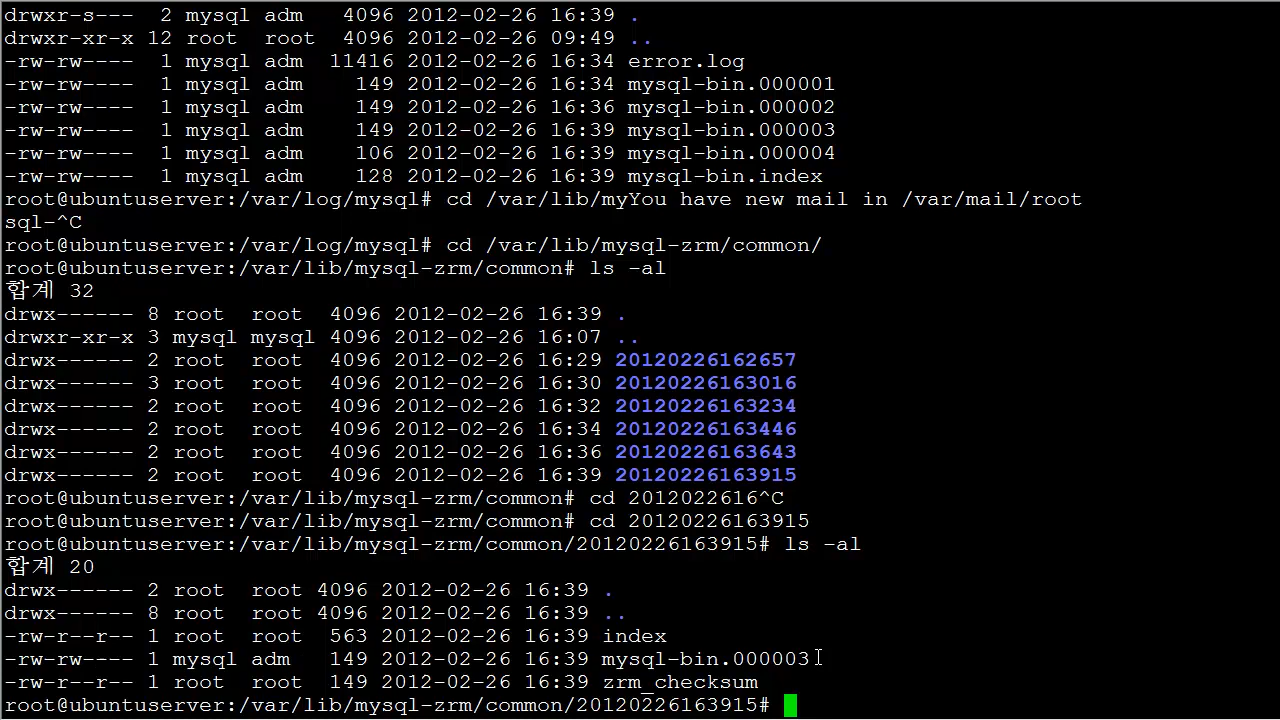 drwxr-s--- 2 mysql adm 4096 2012-02-26 16:39 .
drwxr-xr-x 12 root root 4096 2012-02-26 09:49 ..
-rw-rw---- 1 mysql adm 11416 2012-02-26 16:34 error.log
-rw-rw---- 1 mysql adm 149 2012-02-26 16:34 mysql-bin.000001
-rw-rw---- 1 mysql adm 149 2012-02-26 16:36 mysql-bin.000002
-rw-rw---- 1 mysql adm 149 2012-02-26 16:39 mysql-bin.000003
-rw-rw---- 1 mysql adm 106 2012-02-26 16:39 mysql-bin.000004
-rw-rw---- 1 mysql adm 128 2012-02-26 16:39 mysql-bin.index
root@ubuntuserver:/var/log/mysql# cd /var/lib/myYou have new mail in /var/mail/root
sql-^C
root@ubuntuserver:/var/log/mysql# cd /var/lib/mysql-zrm/common/
root@ubuntuserver:/var/lib/mysql-zrm/common# ls -al
합계 32
drwx------ 8 root root 4096 2012-02-26 16:39 .
drwxr-xr-x 3 mysql mysql 4096 2012-02-26 16:07 ..
drwx------ 2 root root 4096 2012-02-26 16:29 20120226162657
drwx------ 3 root root 4096 2012-02-26 16:30 20120226163016
drwx------ 2 root root 4096 2012-02-26 16:32 20120226163234
drwx------ 2 root root 4096 2012-02-26 16:34 20120226163446
drwx------ 2 root root 4096 2012-02-26 16:36 20120226163643
drwx------ 2 root root 4096 2012-02-26 16:39 20120226163915
root@ubuntuserver:/var/lib/mysql-zrm/common# cd 2012022616^C
root@ubuntuserver:/var/lib/mysql-zrm/common# cd 20120226163915
root@ubuntuserver:/var/lib/mysql-zrm/common/20120226163915# ls -al
합계 20
drwx------ 2 root root 4096 2012-02-26 16:39 .
drwx------ 8 root root 4096 2012-02-26 16:39 ..
-rw-r--r-- 1 root root 563 2012-02-26 16:39 index
-rw-rw---- 1 mysql adm 149 2012-02-26 16:39 mysql-bin.000003
-rw-r--r-- 1 root root 149 2012-02-26 16:39 zrm_checksum
root@ubuntuserver:/var/lib/mysql-zrm/common/20120226163915#